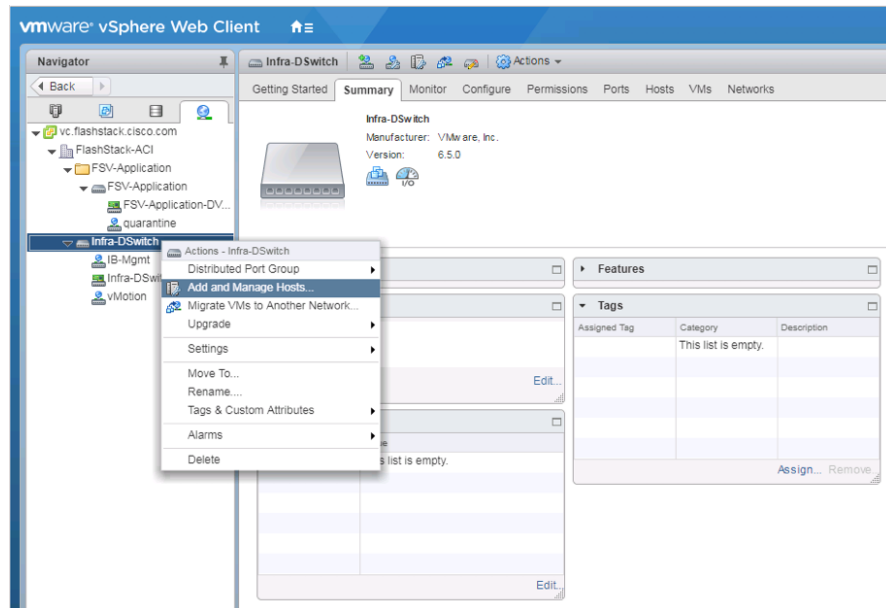 vmware® vSphere Web Client
Navigator
Back
vc.flashstack.cisco.com
FlashStack-ACI
FSV-Application
FSV-Application
FSV-Application-DV...
quarantine
Infra-DSwitch
IB-Mgmt
Infra-DSwi
vMotion
Infra-DSwitch
Actions
Getting Started
Summary
Monitor
Configure
Permissions
Ports
Hosts
VMs
Networks
Infra-DSwitch
Manufacturer: VMware, Inc.
Version: 6.5.0
I/O
Actions - Infra-DSwitch
Distributed Port Group
Add and Manage Hosts...
Migrate VMs to Another Network...
Upgrade
Settings
Move To...
Rename....
Tags & Custom Attributes
Alarms
Delete
Edit...
s list is empty.
Edit...
Features
Tags
Assigned Tag
Category
Description
This list is empty.
Assign... Remove...